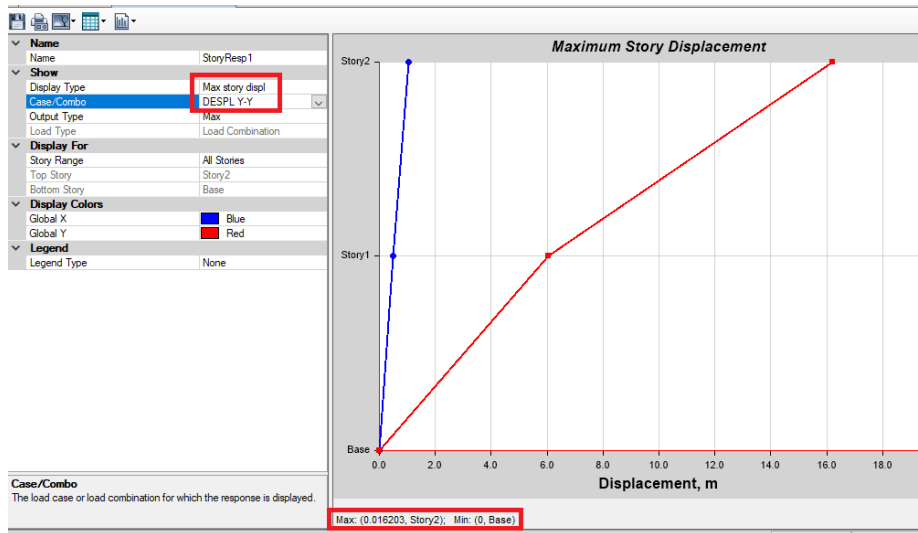 Name
Name StoryResp1
Show
Display Type Max story displ
Case/Combo DESPL Y-Y
Output Type Max
Load Type Load Combination
Display For
Story Range All Stories
Top Story Story2
Bottom Story Base
Display Colors
Global X Blue
Global Y Red
Legend
Legend Type None
Case/Combo
The load case or load combination for which the response is displayed.
Maximum Story Displacement
Story2
Story1
Base
0.0 2.0 4.0 6.0 8.0 10.0 12.0 14.0 16.0 18.0
Displacement, m
Max: (0.016203, Story2); Min: (0, Base)